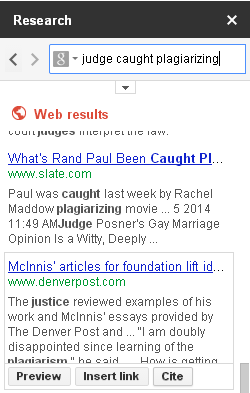 Research
judge caught plagiarizing
Web results
court judges interpret the law.
What's Rand Paul Been Caught Pl...
www.slate.com
Paul was caught last week by Rachel
Maddow plagiarizing movie ... 5 2014
11:49 AMJudge Posner's Gay Marriage
Opinion Is a Witty, Deeply ...
McInnis' articles for foundation lift id...
www.denverpost.com
The justice reviewed examples of his
work and McInnis' essays provided by
The Denver Post and ... "I am doubly
disappointed since learning of the
plagiarism," he said. ... How is getting
Preview Insert link Cite